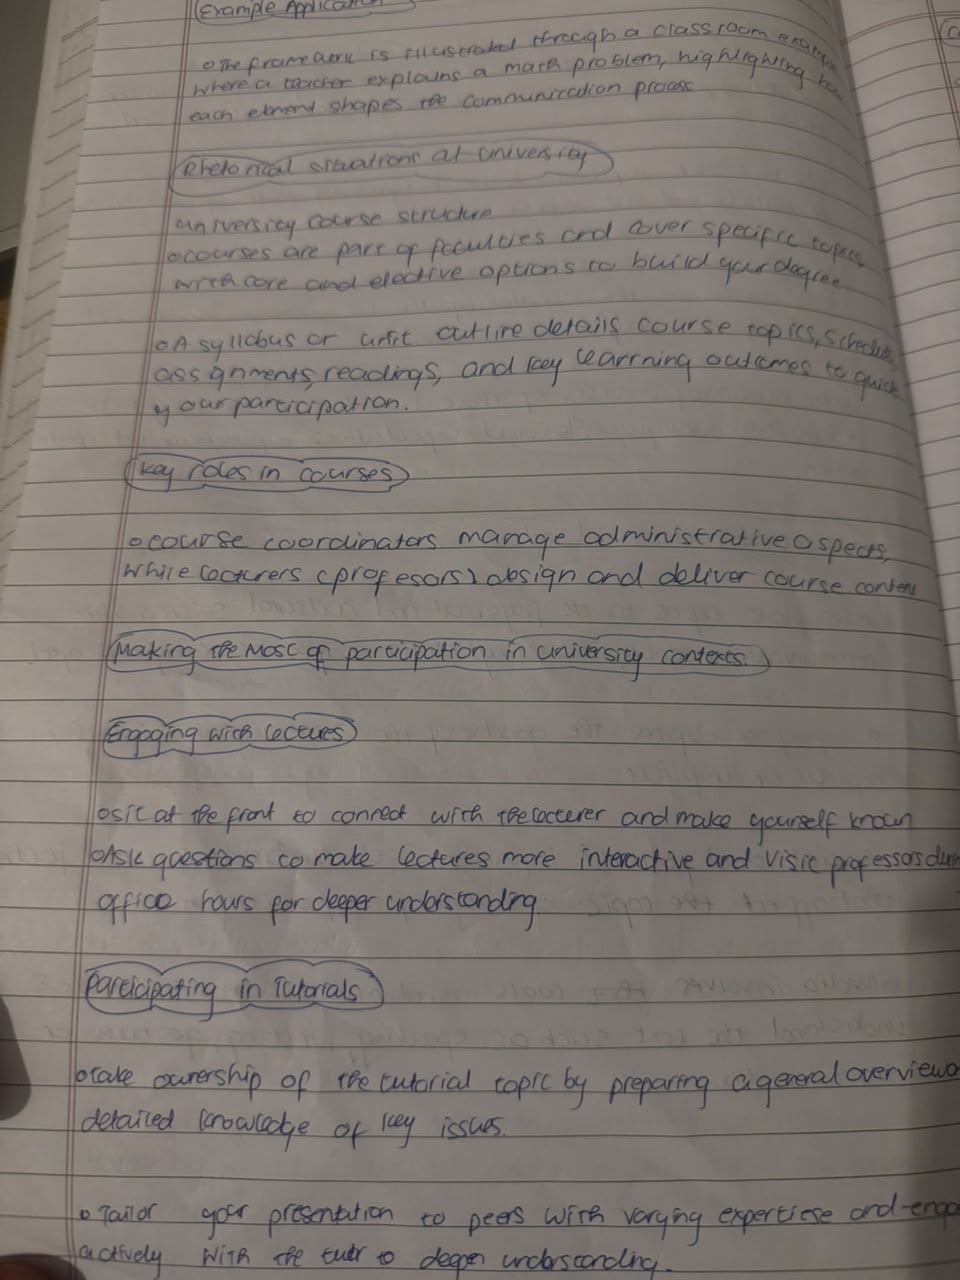 Example Application
o The framework is illustrated through a classroom example
where a teacher explains a math problem, highlighting how
each element shapes the communication process
Rhetorical situations at university
university course structure
o courses are part of faculties and cover specific topics,
with core and elective options to build your degree
o A syllabus or unit outline details course topics, schedule,
assignments, readings, and key learning outcomes to guide
your participation.
Key roles in courses
o course coordinators manage administrative aspects,
while lecturers (profesors) design and deliver course content
Making the Most of participation in university contexts.
Engaging with Lectures
o sit at the front to connect with the lecturer and make yourself known
o Ask questions to make lectures more interactive and visit professors during
office hours for deeper understanding
Participating in Tutorials
o take ownership of the tutorial topic by preparing a general overview
detailed knowledge of key issues.
o Tailor your presentation to peers with varying expertiese and enga
actively with the tutor to deepen understanding.